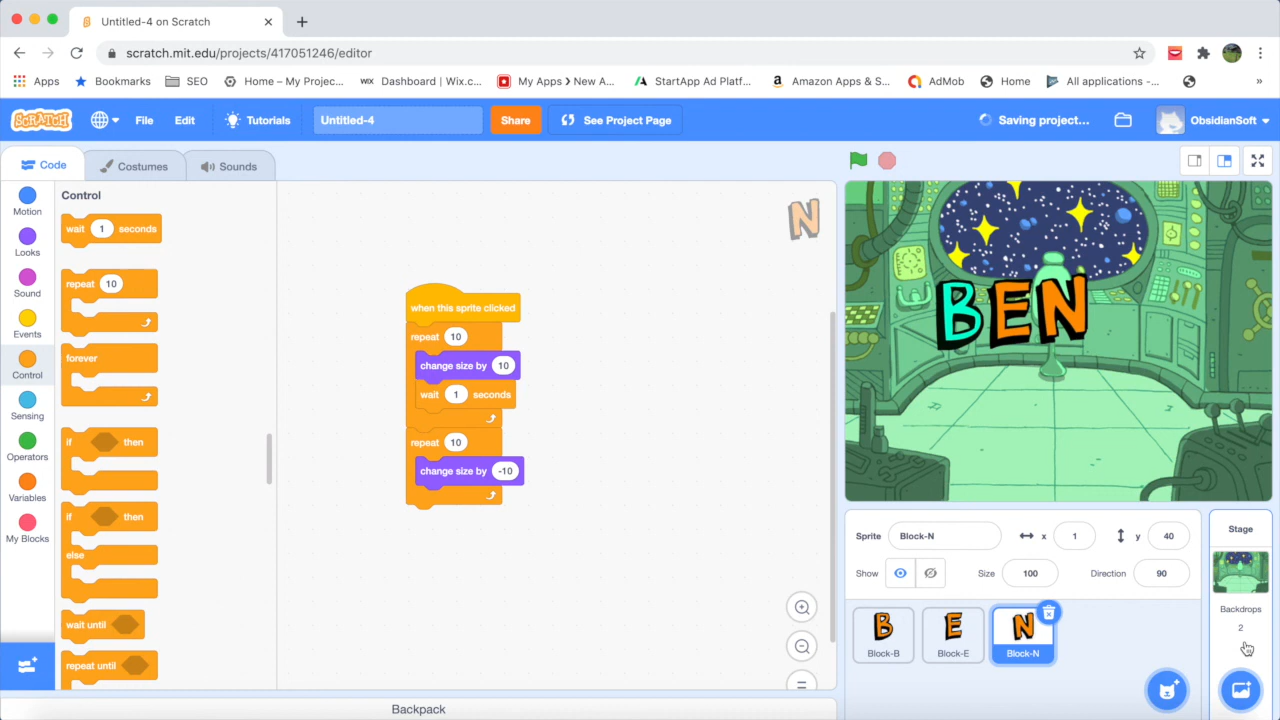 Untitled-4 on Scratch
scratch.mit.edu/projects/417051246/editor
Apps Bookmarks SEO Home – My Projec... WIX Dashboard | Wix.c... My Apps › New A... StartApp Ad Platf... Amazon Apps & S... AdMob Home All applications -... »
SCRATCH File Edit Tutorials Untitled-4 Share See Project Page Saving project... ObsidianSoft
Code Costumes Sounds
Motion
Looks
Sound
Events
Control
Sensing
Operators
Variables
My Blocks
Control
wait 1 seconds
repeat 10
forever
if then
if then
else
wait until
repeat until
when this sprite clicked
repeat 10
change size by 10
wait 1 seconds
repeat 10
change size by -10
N
BEN
Sprite Block-N x 1 y 40
Show Size 100 Direction 90
B E N
Block-B Block-E Block-N
Stage
Backdrops
2
Backpack